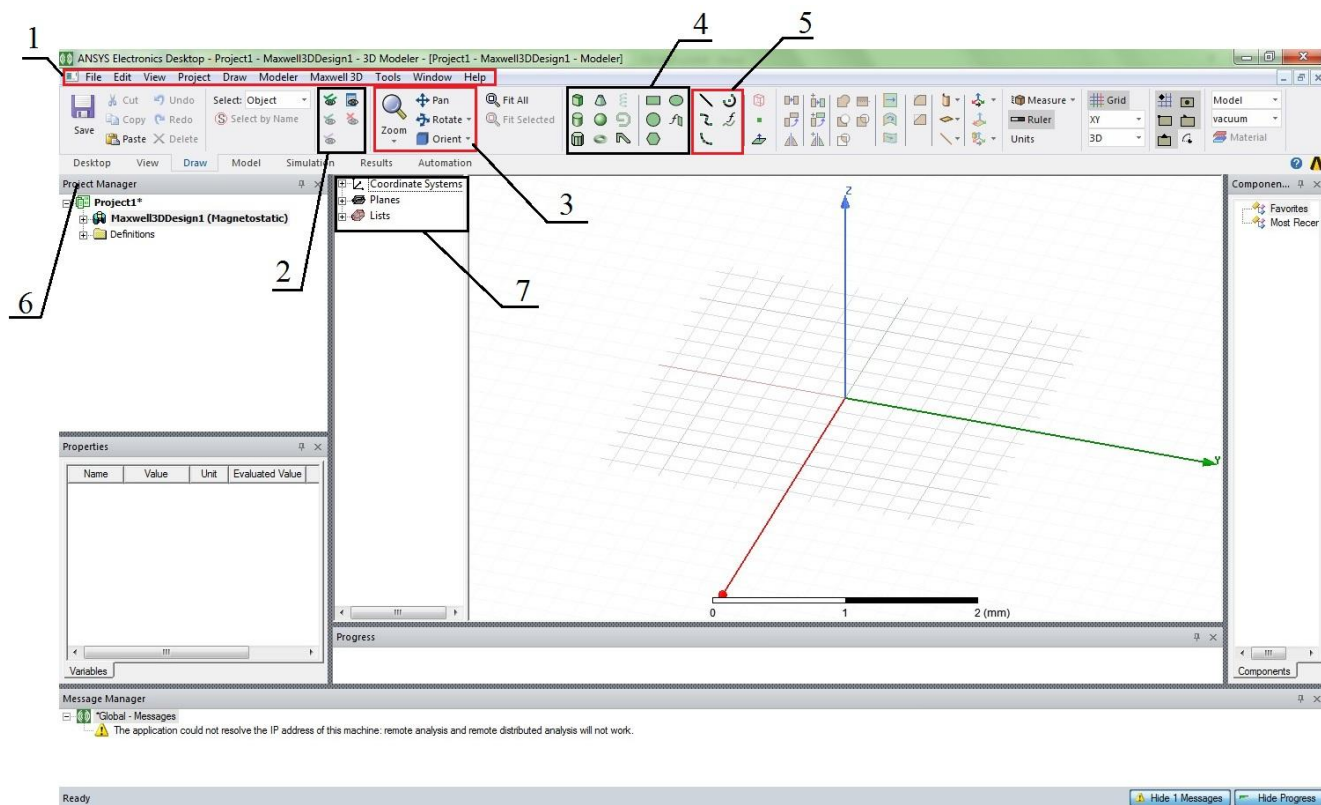 4
5
1
ANSYS Electronics Desktop - Project1 - Maxwell3DDesign1 - 3D Modeler - [Project1 - Maxwell3DDesign1 - Modeler]
File Edit View Project Draw Modeler Maxwell 3D Tools Window Help
Cut Undo Select: Object Pan Fit All Measure Grid Model
Copy Redo Select by Name Rotate Fit Selected Ruler XY vacuum
Save Paste Delete Zoom Orient Units 3D Material
Desktop View Draw Model Simulation Results Automation
Project Manager Coordinate Systems Componen...
Project1* Planes Favorites
Maxwell3DDesign1 (Magnetostatic) Lists Most Recer
Definitions
Z
3
2
7
6
Properties
Name Value Unit Evaluated Value
Y
0 1 2 (mm)
Progress
Variables Components
Message Manager
*Global - Messages
The application could not resolve the IP address of this machine: remote analysis and remote distributed analysis will not work.
Ready Hide 1 Messages Hide Progress